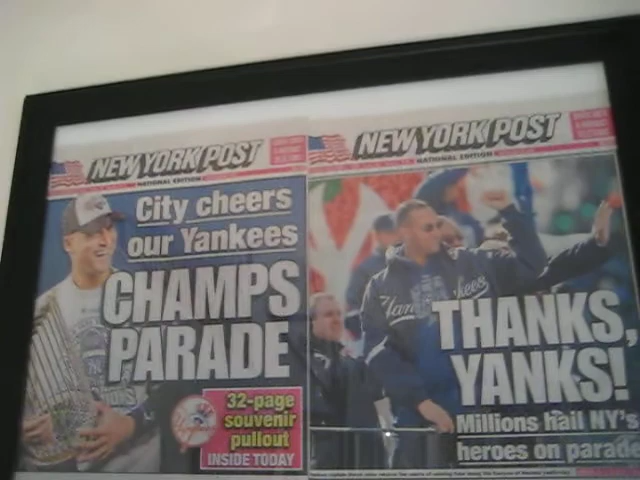 NEW YORK POST
NATIONAL EDITION
City cheers
our Yankees
CHAMPS
PARADE
32-page
souvenir
pullout
INSIDE TODAY
NEW YORK POST
NATIONAL EDITION
Yankees
THANKS,
YANKS!
Millions hail NY's
heroes on parade